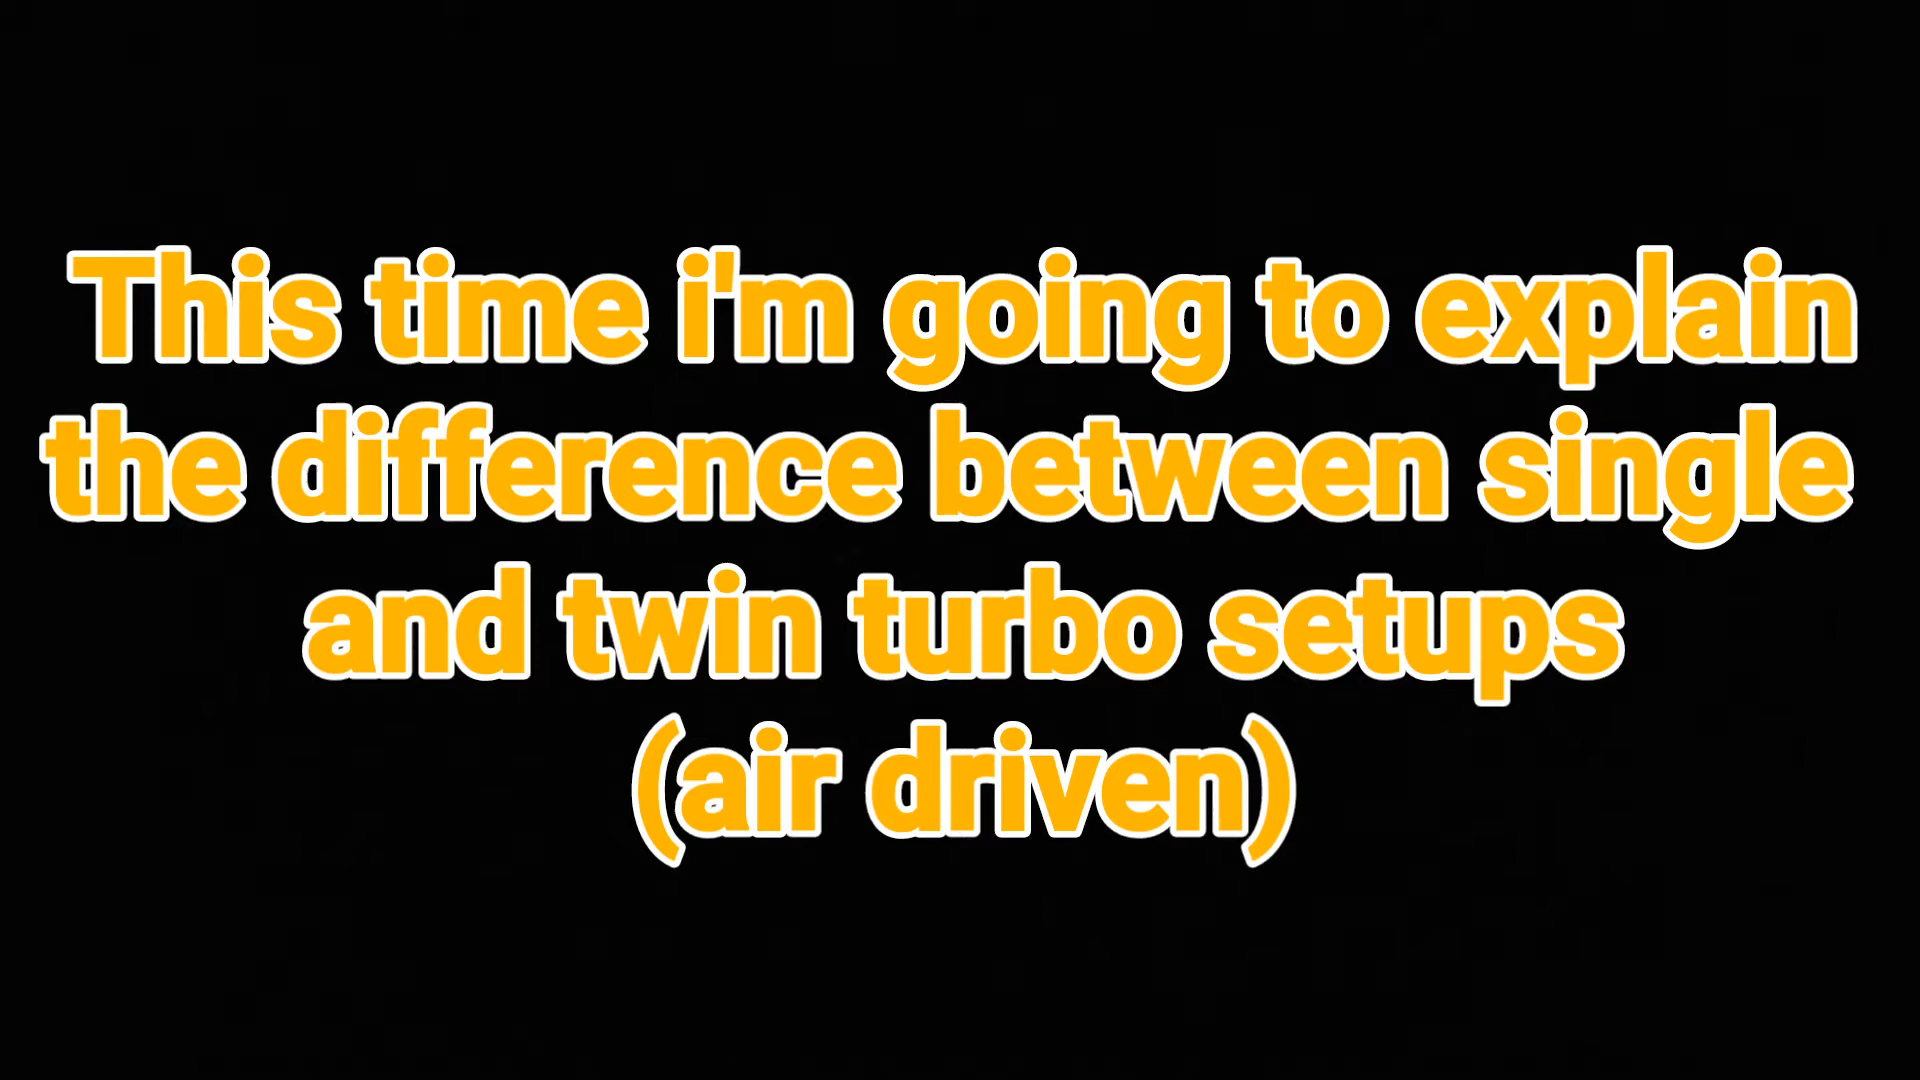 This time i'm going to explain
the difference between single
and twin turbo setups
(air driven)